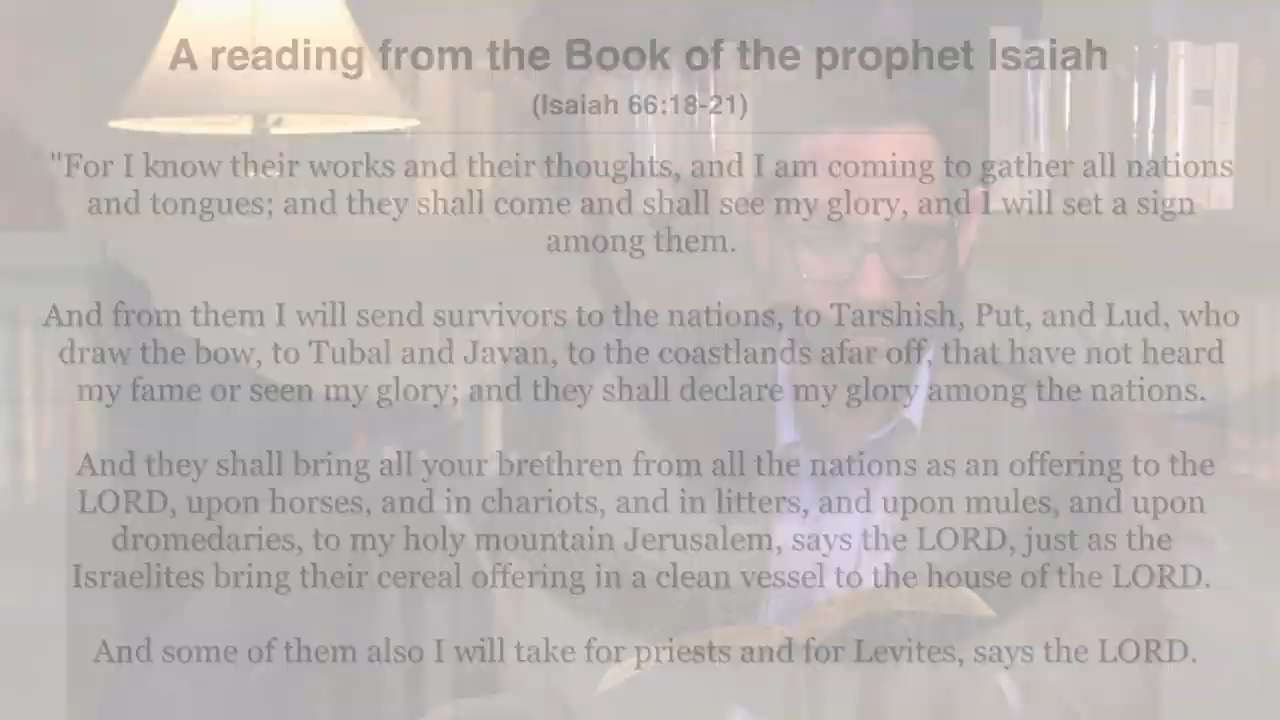 A reading from the Book of the prophet Isaiah
(Isaiah 66:18-21)
"For I know their works and their thoughts, and I am coming to gather all nations
and tongues; and they shall come and shall see my glory, and I will set a sign
among them.
And from them I will send survivors to the nations, to Tarshish, Put, and Lud, who
draw the bow, to Tubal and Javan, to the coastlands afar off, that have not heard
my fame or seen my glory; and they shall declare my glory among the nations.
And they shall bring all your brethren from all the nations as an offering to the
LORD, upon horses, and in chariots, and in litters, and upon mules, and upon
dromedaries, to my holy mountain Jerusalem, says the LORD, just as the
Israelites bring their cereal offering in a clean vessel to the house of the LORD.
And some of them also I will take for priests and for Levites, says the LORD.